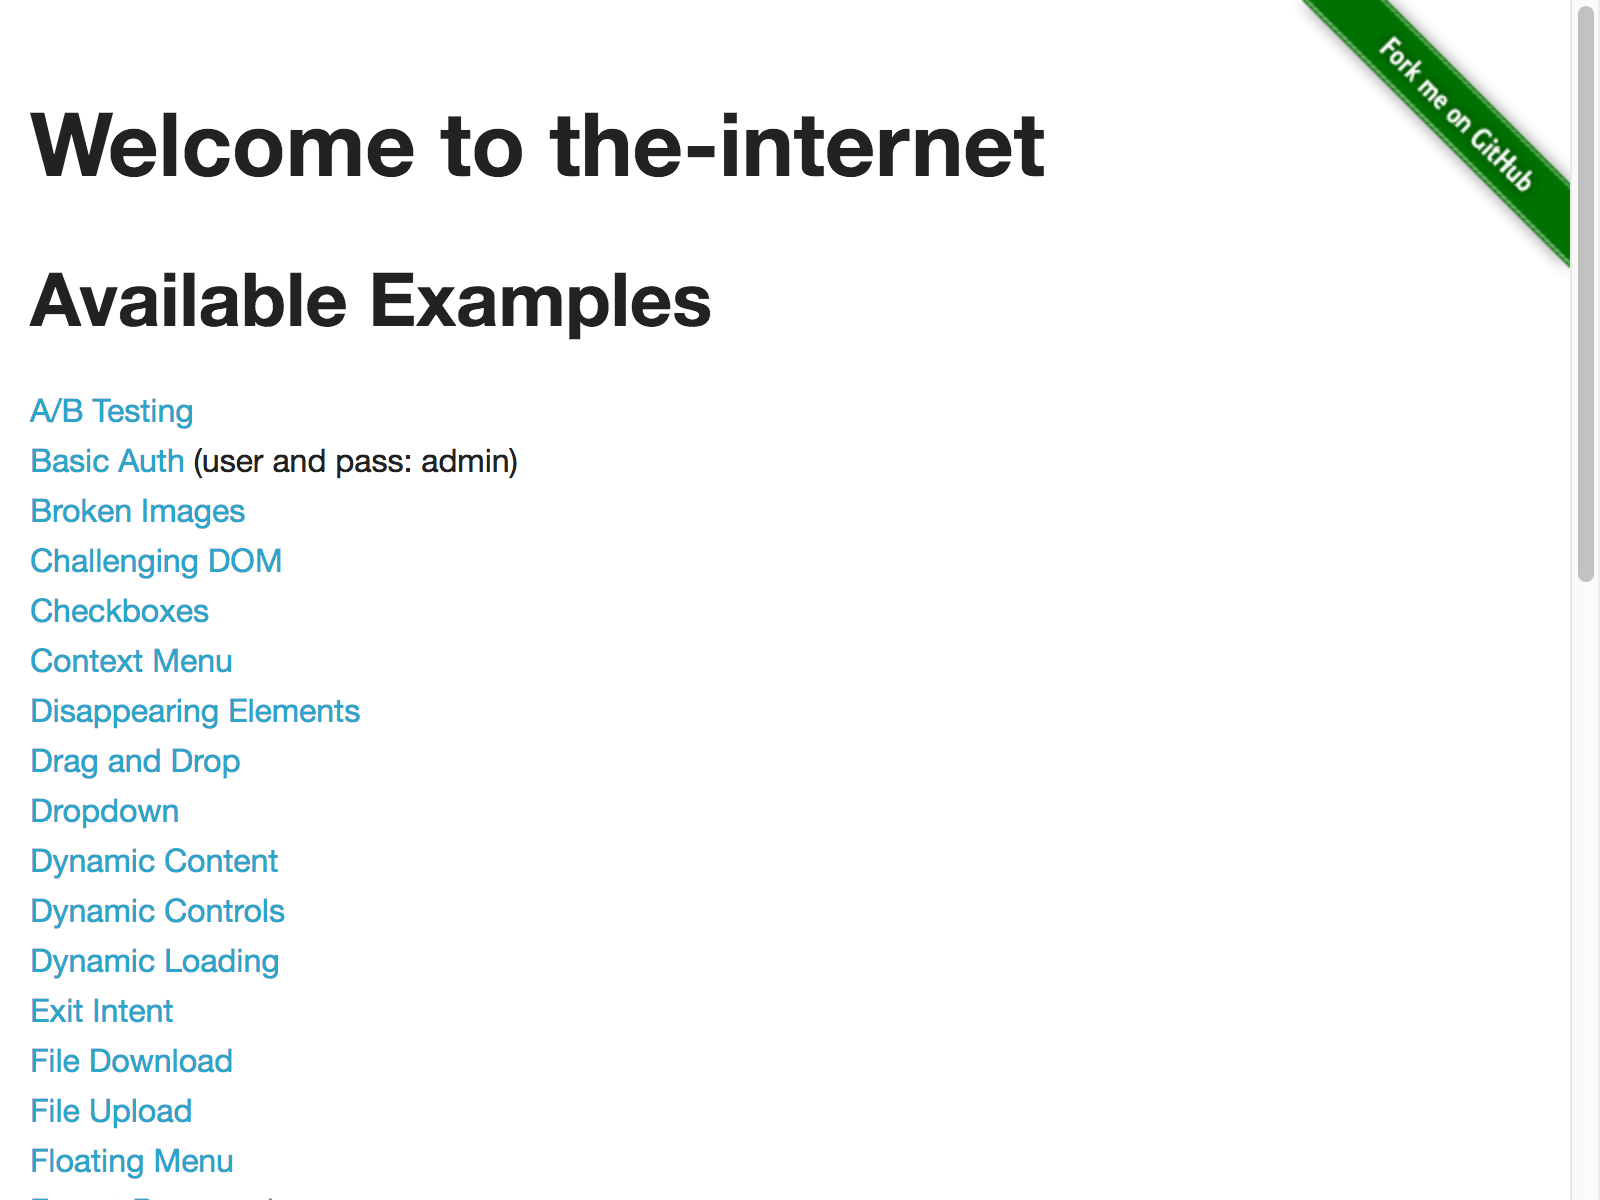 Fork me on GitHub
Welcome to the-internet
Available Examples
A/B Testing
Basic Auth (user and pass: admin)
Broken Images
Challenging DOM
Checkboxes
Context Menu
Disappearing Elements
Drag and Drop
Dropdown
Dynamic Content
Dynamic Controls
Dynamic Loading
Exit Intent
File Download
File Upload
Floating Menu